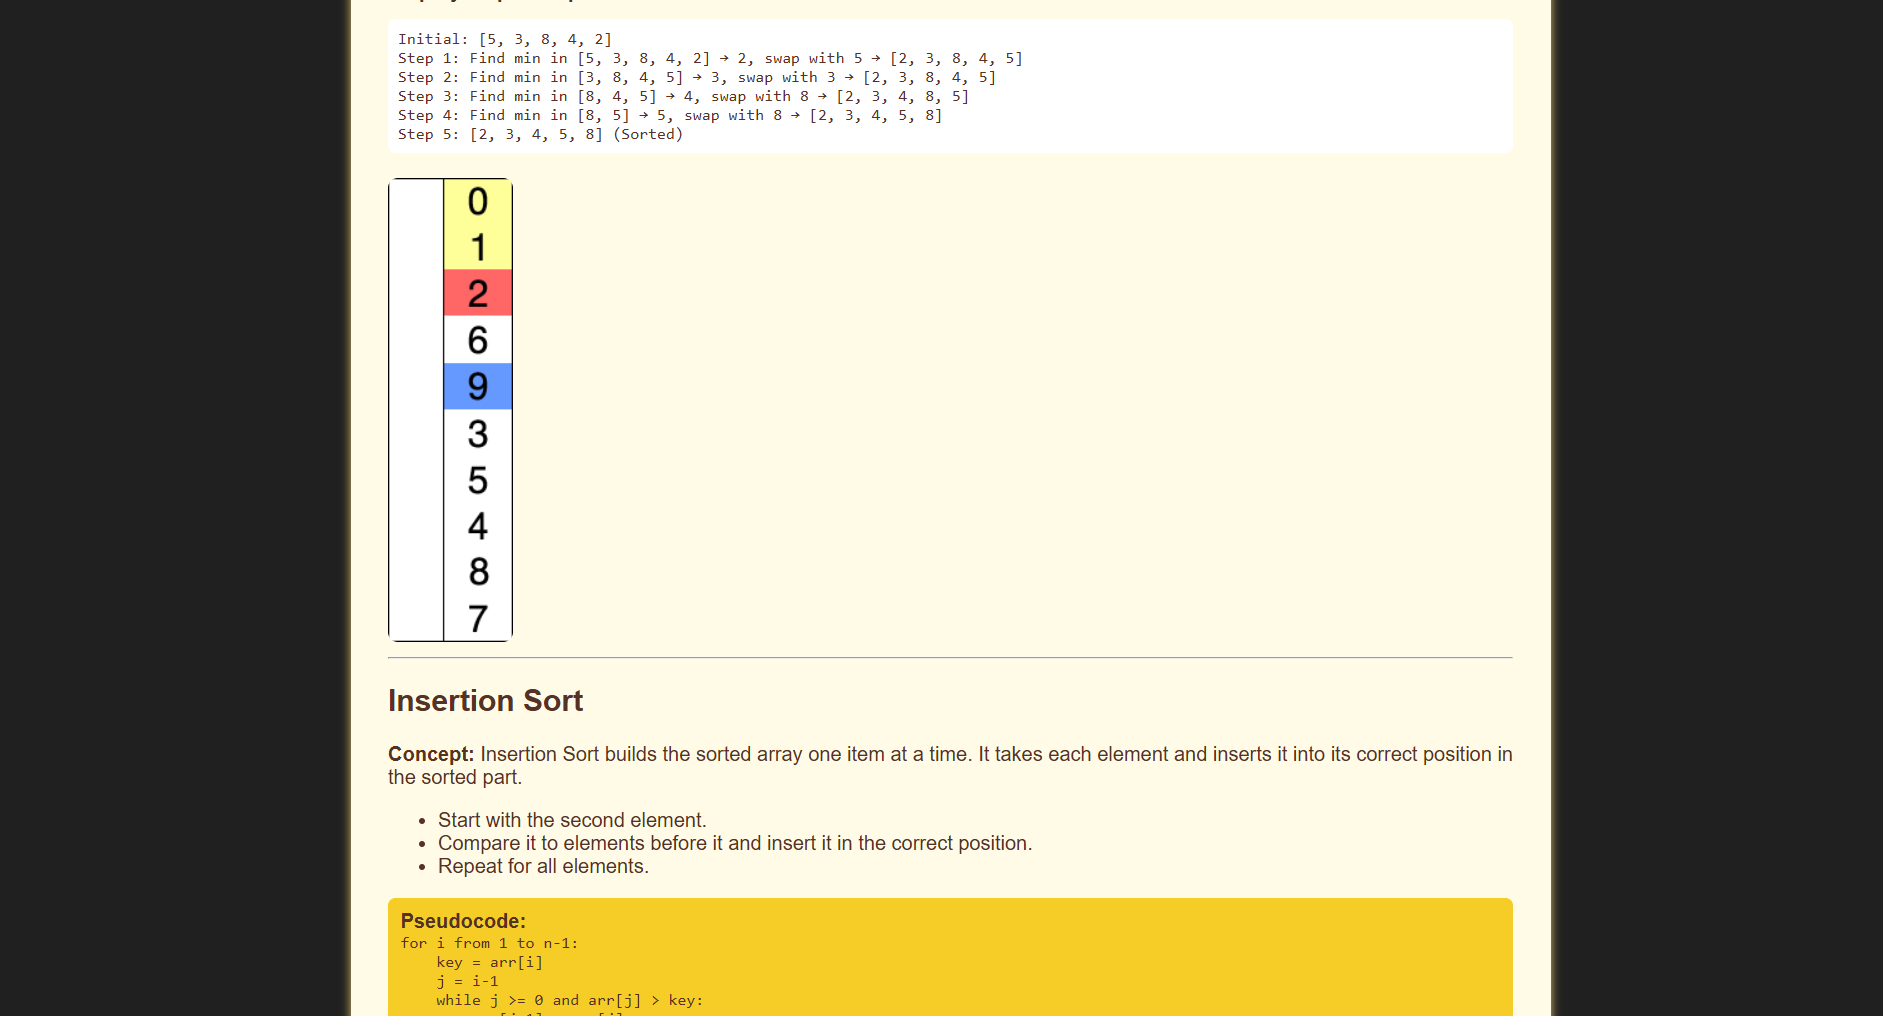 Initial: [5, 3, 8, 4, 2]
Step 1: Find min in [5, 3, 8, 4, 2] → 2, swap with 5 → [2, 3, 8, 4, 5]
Step 2: Find min in [3, 8, 4, 5] → 3, swap with 3 → [2, 3, 8, 4, 5]
Step 3: Find min in [8, 4, 5] → 4, swap with 8 → [2, 3, 4, 8, 5]
Step 4: Find min in [8, 5] → 5, swap with 8 → [2, 3, 4, 5, 8]
Step 5: [2, 3, 4, 5, 8] (Sorted)
0
1
2
6
9
3
5
4
8
7
Insertion Sort
Concept: Insertion Sort builds the sorted array one item at a time. It takes each element and inserts it into its correct position in
the sorted part.
• Start with the second element.
• Compare it to elements before it and insert it in the correct position.
• Repeat for all elements.
Pseudocode:
for i from 1 to n-1:
    key = arr[i]
    j = i-1
    while j >= 0 and arr[j] > key: